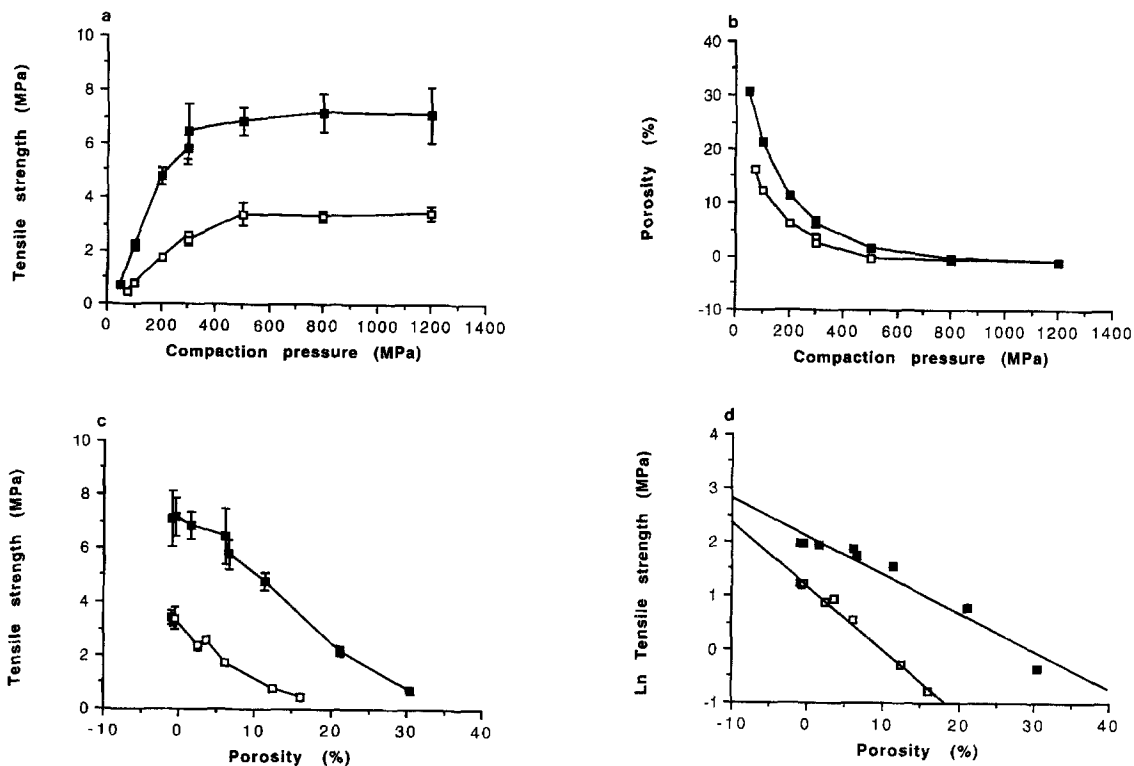 a
Tensile strength (MPa)
10
8
6
4
2
0
0 200 400 600 800 1000 1200 1400
Compaction pressure (MPa)
b
Porosity (%)
40
30
20
10
0
-10
0 200 400 600 800 1000 1200 1400
Compaction pressure (MPa)
c
Tensile strength (MPa)
10
8
6
4
2
0
-10 0 10 20 30 40
Porosity (%)
d
Ln Tensile strength (MPa)
4
3
2
1
0
-1
-10 0 10 20 30 40
Porosity (%)